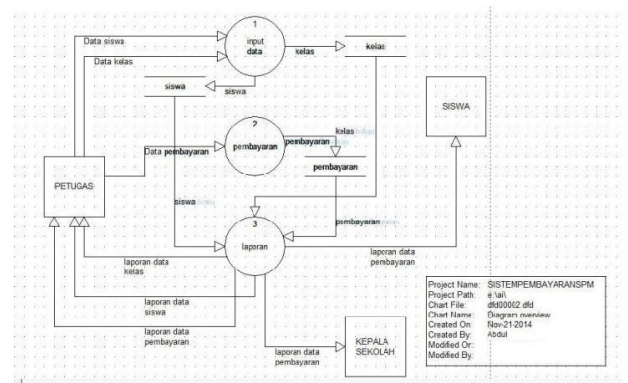 Data siswa
Data kelas
1
input
data
kelas
kelas
siswa
siswa
SISWA
2
pembayaran
kelas
pembayaran
Data pembayaran
pembayaran
PETUGAS
siswa
pembayaran
3
laporan
laporan data
pembayaran
laporan data
kelas
laporan data
siswa
laporan data
pembayaran
laporan data
pembayaran
KEPALA
SEKOLAH
Project Name: SISTEMPEMBAYARANSPM
Project Path: e:\ai\
Chart File: dfd00002.dfd
Chart Name: Diagram overview
Created On: Nov-21-2014
Created By: Abdul
Modified On:
Modified By: